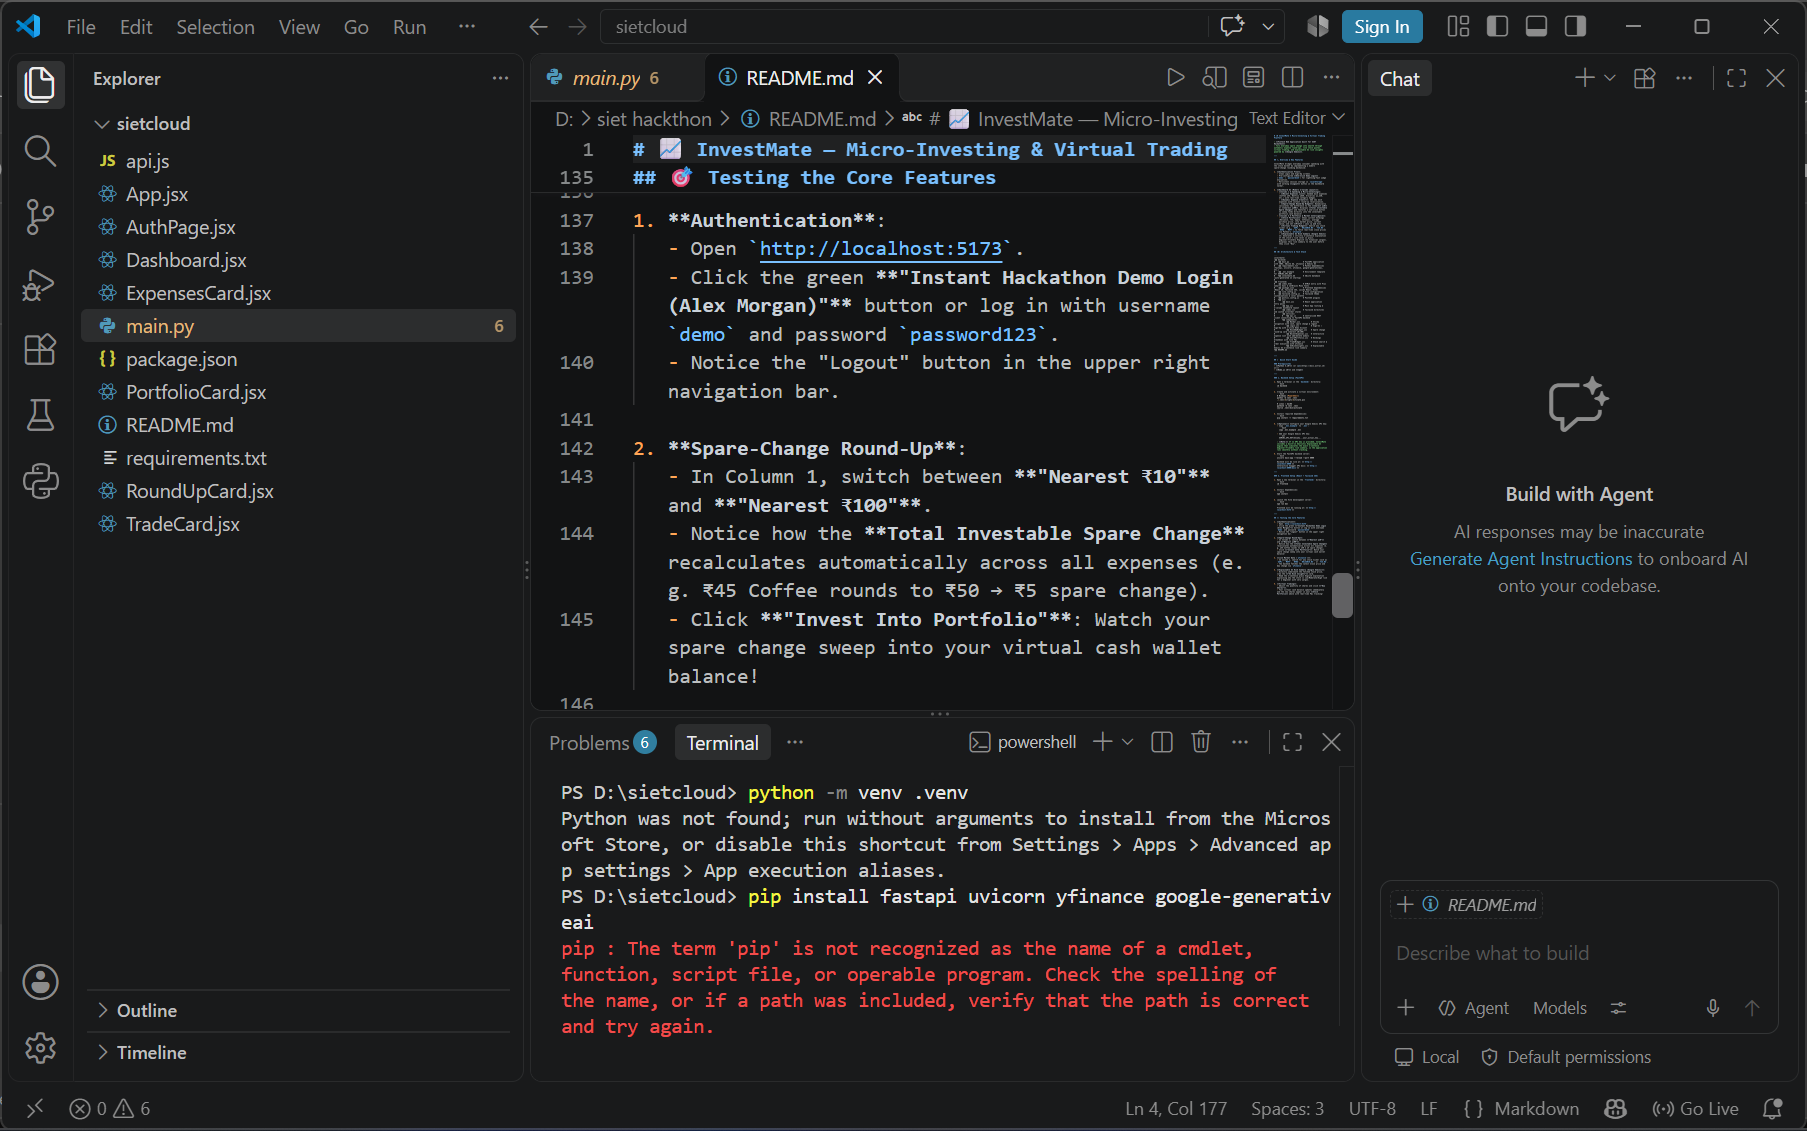 File Edit Selection View Go Run ···
sietcloud
Sign In
Explorer
sietcloud
JS api.js
App.jsx
AuthPage.jsx
Dashboard.jsx
ExpensesCard.jsx
main.py 6
{} package.json
PortfolioCard.jsx
README.md
requirements.txt
RoundUpCard.jsx
TradeCard.jsx
Outline
Timeline
main.py 6
README.md
D: > siet hackthon > README.md > abc # 📈 InvestMate — Micro-Investing Text Editor
1 # 📈 InvestMate — Micro-Investing & Virtual Trading
135 ## 🎯 Testing the Core Features
137 1. **Authentication**:
138 - Open `http://localhost:5173`.
139 - Click the green **"Instant Hackathon Demo Login
(Alex Morgan)"** button or log in with username
`demo` and password `password123`.
140 - Notice the "Logout" button in the upper right
navigation bar.
141
142 2. **Spare-Change Round-Up**:
143 - In Column 1, switch between **"Nearest ₹10"**
and **"Nearest ₹100"**.
144 - Notice how the **Total Investable Spare Change**
recalculates automatically across all expenses (e.
g. ₹45 Coffee rounds to ₹50 → ₹5 spare change).
145 - Click **"Invest Into Portfolio"**: Watch your
spare change sweep into your virtual cash wallet
balance!
146
Problems 6 Terminal ···
powershell
PS D:\sietcloud> python -m venv .venv
Python was not found; run without arguments to install from the Micros
oft Store, or disable this shortcut from Settings > Apps > Advanced ap
p settings > App execution aliases.
PS D:\sietcloud> pip install fastapi uvicorn yfinance google-generativ
eai
pip : The term 'pip' is not recognized as the name of a cmdlet,
function, script file, or operable program. Check the spelling of
the name, or if a path was included, verify that the path is correct
and try again.
Chat
Build with Agent
AI responses may be inaccurate
Generate Agent Instructions to onboard AI
onto your codebase.
README.md
Describe what to build
Agent Models
Local Default permissions
0 6
Ln 4, Col 177 Spaces: 3 UTF-8 LF {} Markdown Go Live